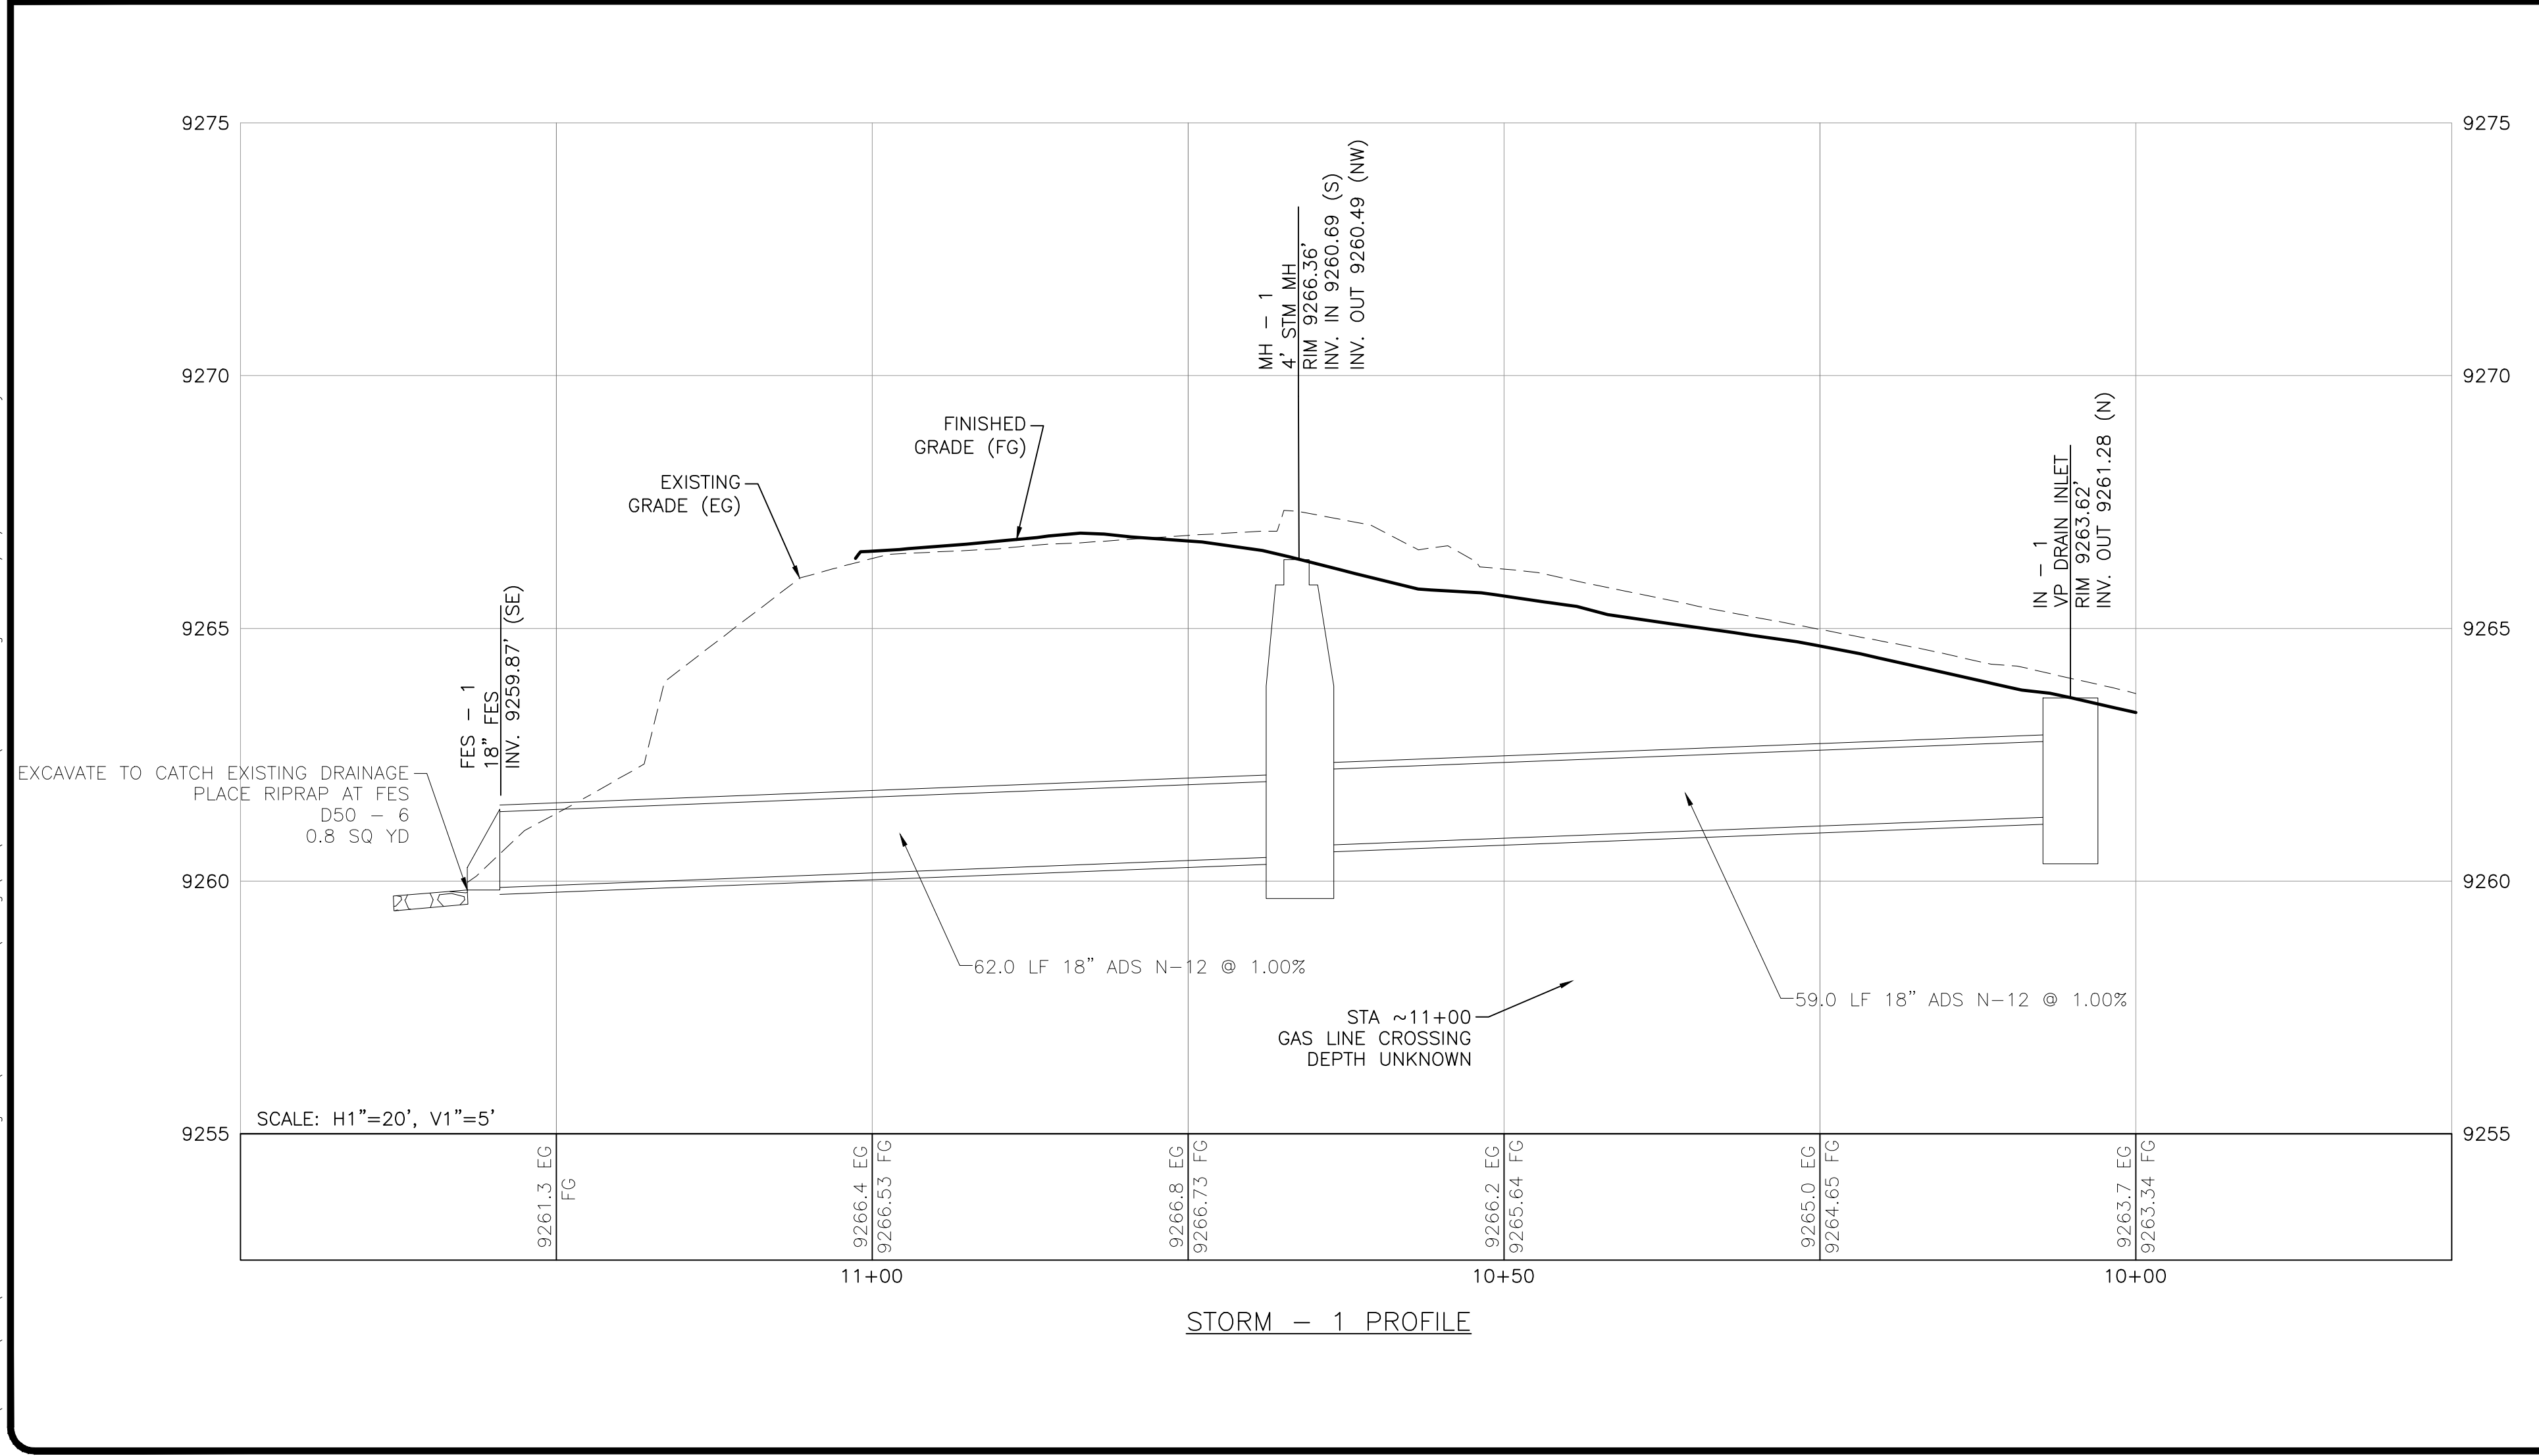 9275
9275
9270
9270
9265
9265
9260
9260
9255
9255
MH - 1
4' STM MH
RIM 9266.36'
INV. IN 9260.69 (S)
INV. OUT 9260.49 (NW)
FINISHED
GRADE (FG)
EXISTING
GRADE (EG)
IN - 1
VP DRAIN INLET
RIM 9263.62'
INV. OUT 9261.28 (N)
FES - 1
18" FES
INV. 9259.87' (SE)
EXCAVATE TO CATCH EXISTING DRAINAGE
PLACE RIPRAP AT FES
D50 - 6
0.8 SQ YD
62.0 LF 18" ADS N-12 @ 1.00%
59.0 LF 18" ADS N-12 @ 1.00%
STA ~11+00
GAS LINE CROSSING
DEPTH UNKNOWN
SCALE: H1"=20', V1"=5'
9261.3 EG
FG
9266.4 EG
9266.53 FG
9266.8 EG
9266.73 FG
9266.2 EG
9265.64 FG
9265.0 EG
9264.65 FG
9263.7 EG
9263.34 FG
11+00
10+50
10+00
STORM - 1 PROFILE